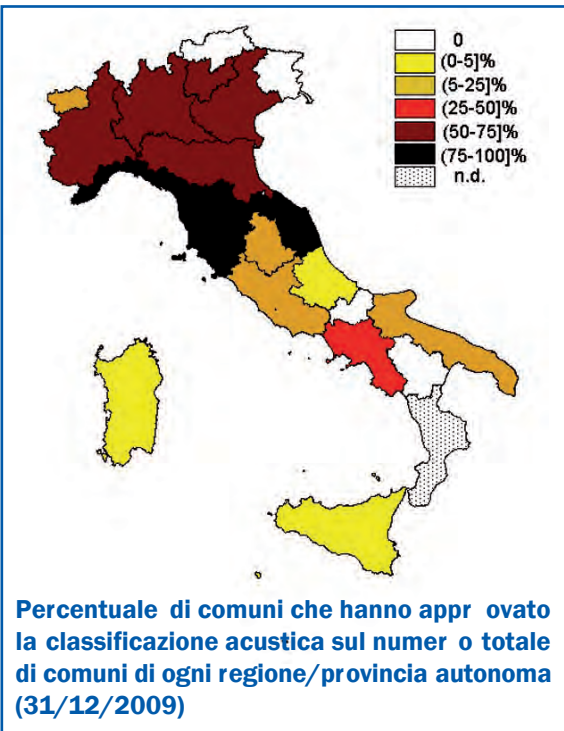 0
(0-5]%
(5-25]%
(25-50]%
(50-75]%
(75-100]%
n.d.
Percentuale di comuni che hanno appr ovato
la classificazione acustica sul numer o totale
di comuni di ogni regione/provincia autonoma
(31/12/2009)